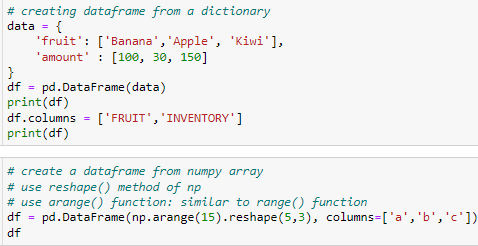 # creating dataframe from a dictionary
data = {
    'fruit': ['Banana','Apple', 'Kiwi'],
    'amount' : [100, 30, 150]
}
df = pd.DataFrame(data)
print(df)
df.columns = ['FRUIT','INVENTORY']
print(df)
# create a dataframe from numpy array
# use reshape() method of np
# use arange() function: similar to range() function
df = pd.DataFrame(np.arange(15).reshape(5,3), columns=['a','b','c'])
df